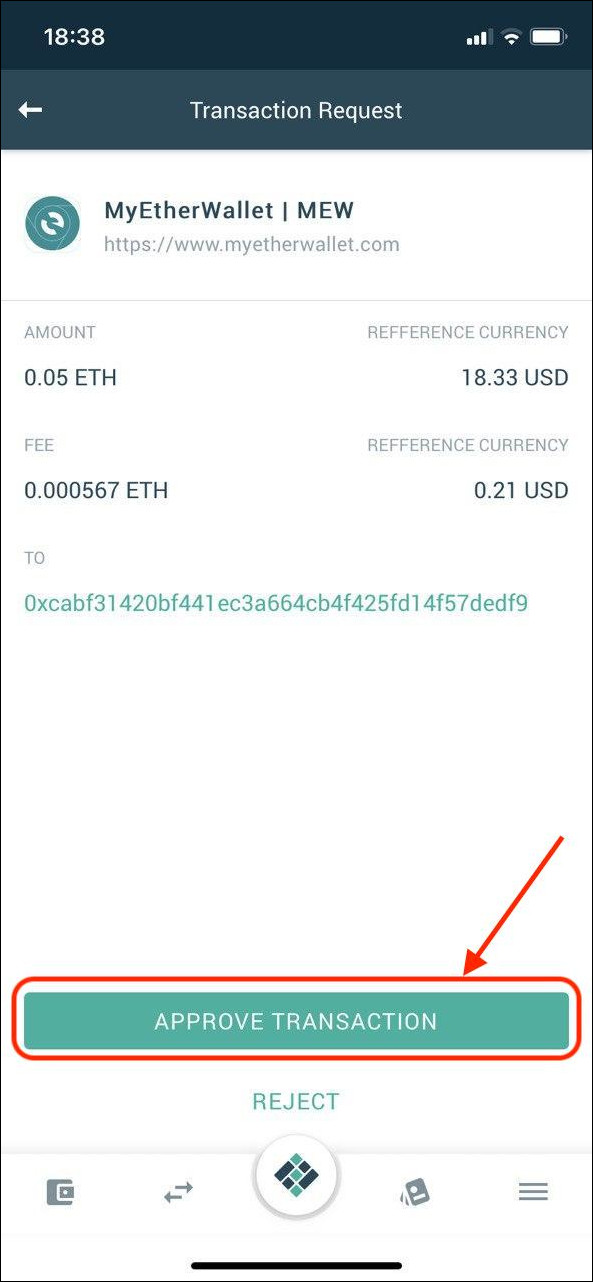 18:38
Transaction Request
MyEtherWallet | MEW
https://www.myetherwallet.com
AMOUNT REFFERENCE CURRENCY
0.05 ETH 18.33 USD
FEE REFFERENCE CURRENCY
0.000567 ETH 0.21 USD
TO
0xcabf31420bf441ec3a664cb4f425fd14f57dedf9
APPROVE TRANSACTION
REJECT